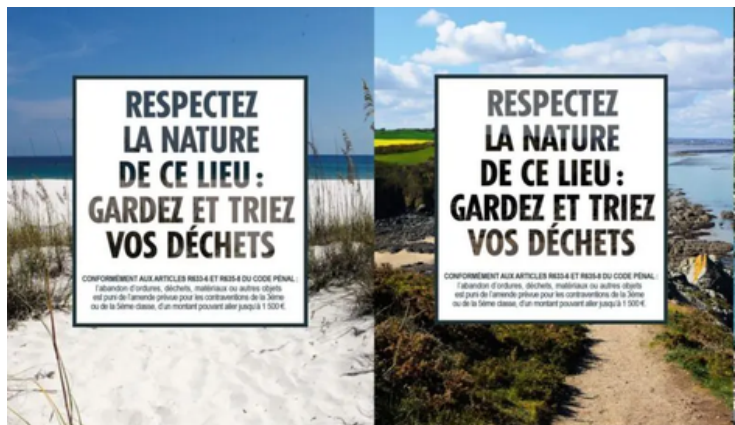 RESPECTEZ
LA NATURE
DE CE LIEU :
GARDEZ ET TRIEZ
VOS DÉCHETS
CONFORMÉMENT AUX ARTICLES R633-6 ET R635-8 DU CODE PÉNAL :
l'abandon d'ordures, déchets, matériaux ou autres objets
est puni de l'amende prévue pour les contraventions de la 3ème
ou de la 5ème classe, d'un montant pouvant aller jusqu'à 1 500 €.
RESPECTEZ
LA NATURE
DE CE LIEU :
GARDEZ ET TRIEZ
VOS DÉCHETS
CONFORMÉMENT AUX ARTICLES R633-6 ET R635-8 DU CODE PÉNAL :
l'abandon d'ordures, déchets, matériaux ou autres objets
est puni de l'amende prévue pour les contraventions de la 3ème
ou de la 5ème classe, d'un montant pouvant aller jusqu'à 1 500 €.